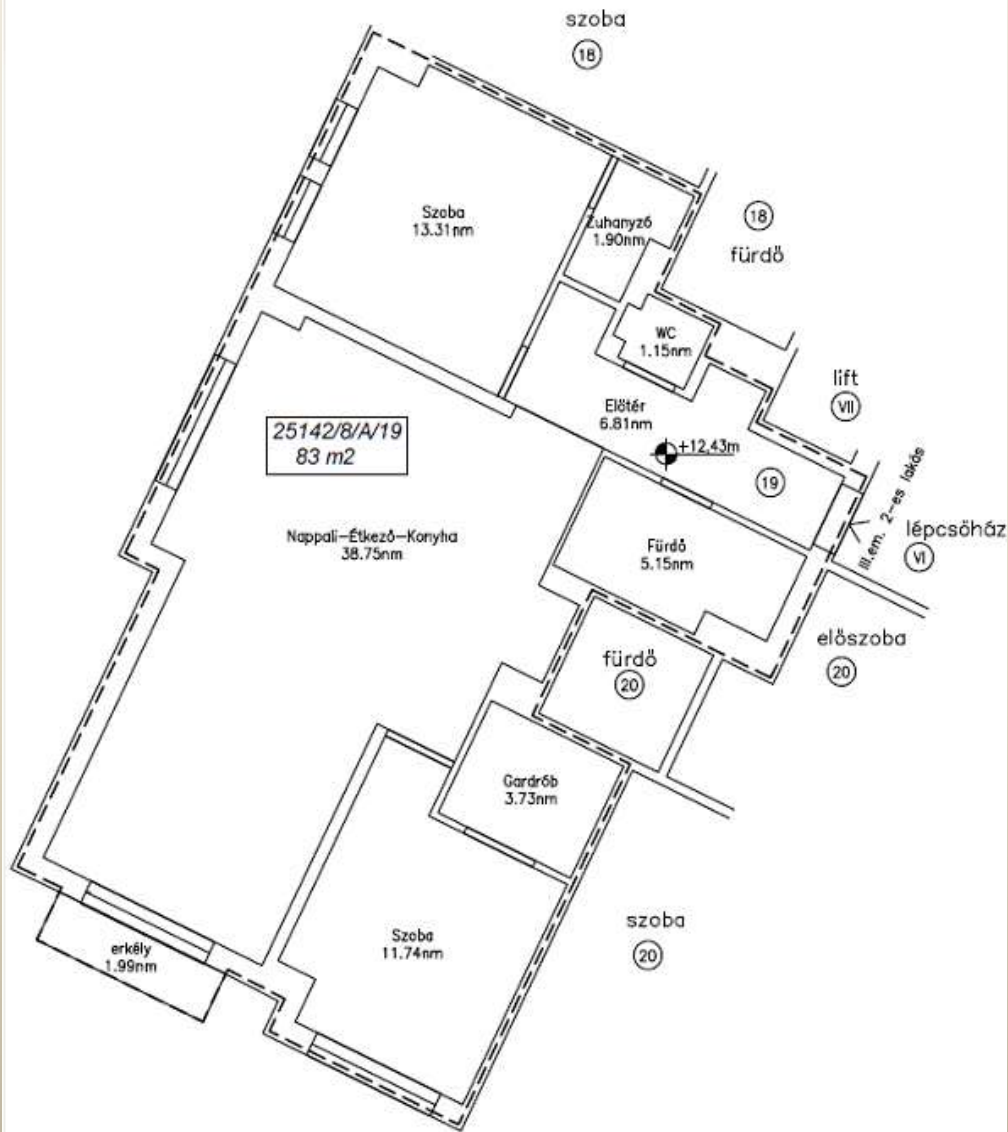 szoba
18
Szoba
13.31nm
Zuhanyzó
1.90nm
18
fürdő
WC
1.15nm
lift
VII
Előtér
6.81nm
25142/8/A/19
83 m2
+12,43m
19
III.em. 2-es lakás
lépcsőház
VI
Nappali-Étkező-Konyha
38.75nm
Fürdő
5.15nm
előszoba
20
fürdő
20
Gardrób
3.73nm
szoba
20
Szoba
11.74nm
erkély
1.99nm